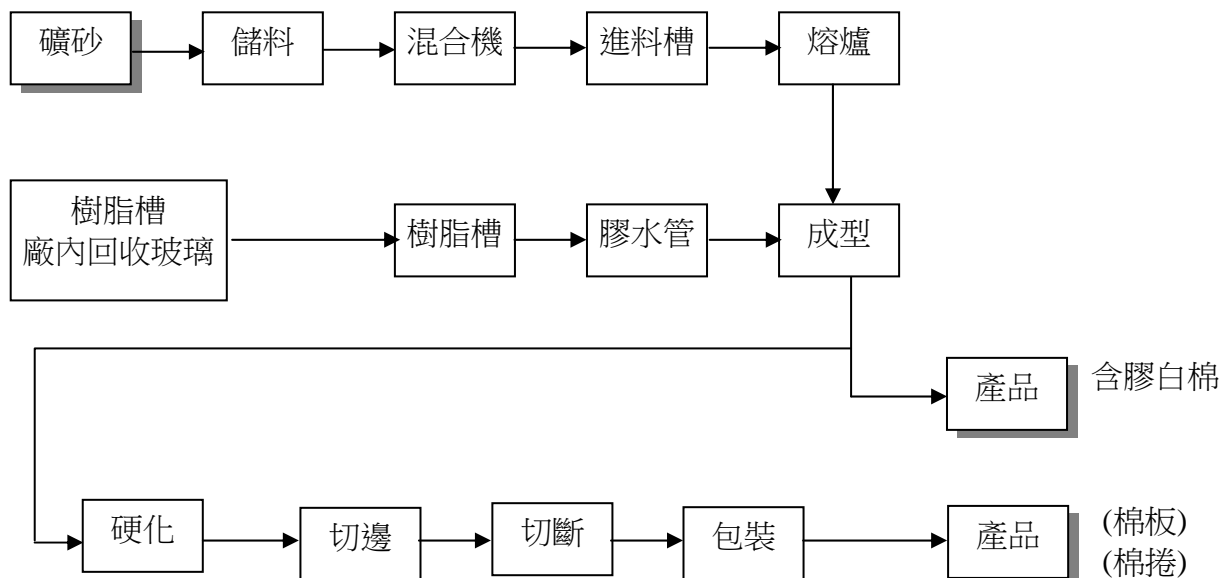 礦砂
儲料
混合機
進料槽
熔爐
樹脂槽
廠內回收玻璃
樹脂槽
膠水管
成型
產品
含膠白棉
硬化
切邊
切斷
包裝
產品
(棉板)
(棉捲)